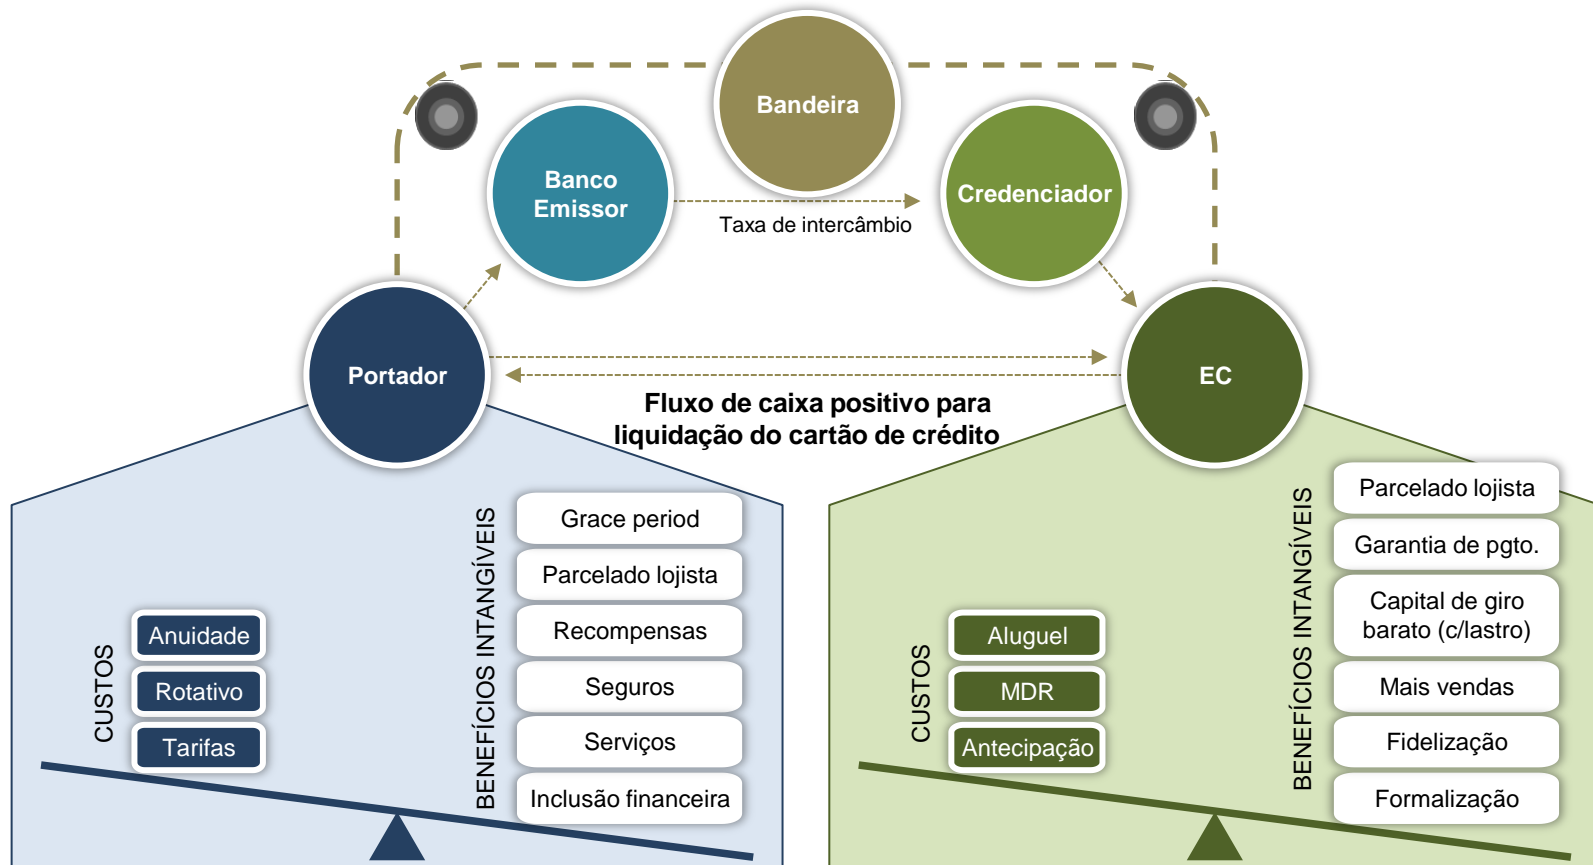 Bandeira
Banco
Emissor
Credenciador
Taxa de intercâmbio
Portador
EC
Fluxo de caixa positivo para
liquidação do cartão de crédito
CUSTOS
Anuidade
Rotativo
Tarifas
BENEFÍCIOS INTANGÍVEIS
Grace period
Parcelado lojista
Recompensas
Seguros
Serviços
Inclusão financeira
CUSTOS
Aluguel
MDR
Antecipação
BENEFÍCIOS INTANGÍVEIS
Parcelado lojista
Garantia de pgto.
Capital de giro
barato (c/lastro)
Mais vendas
Fidelização
Formalização